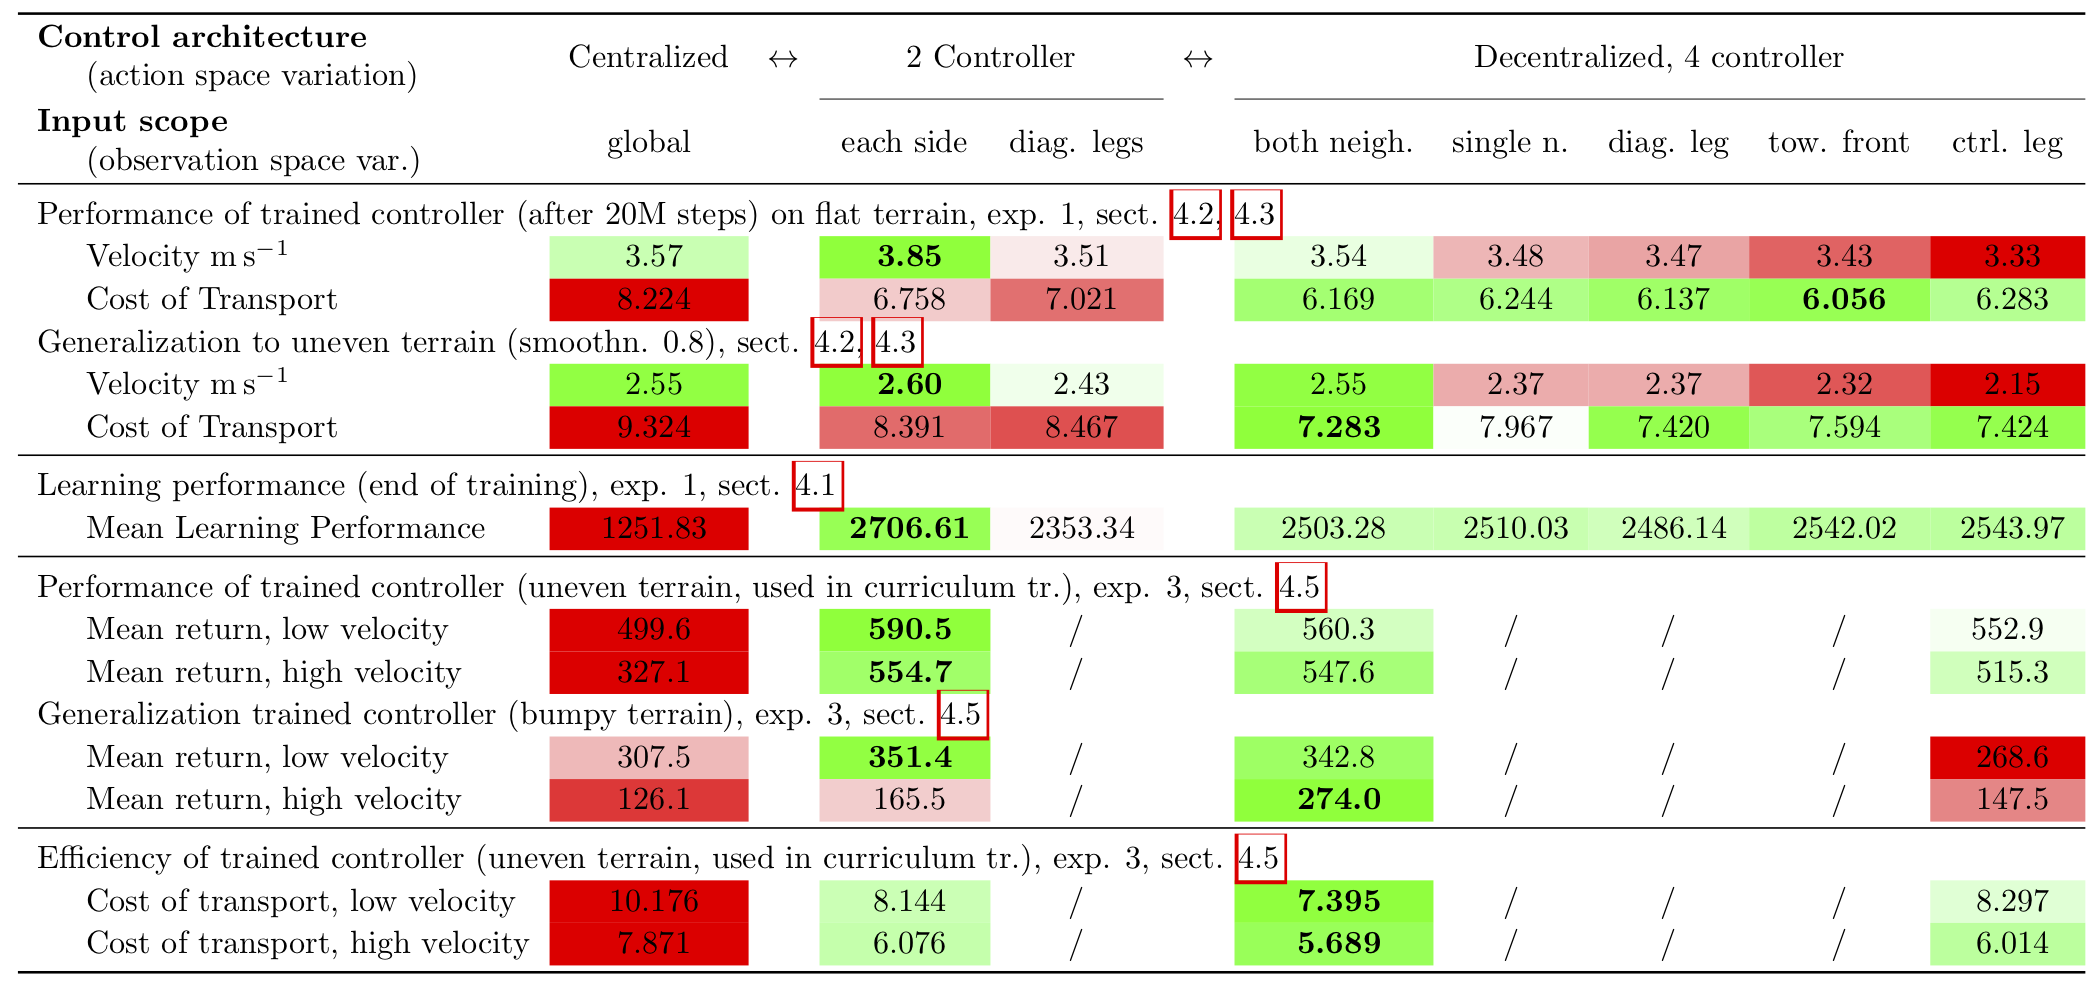 Control architecture
(action space variation)
Centralized ↔ 2 Controller ↔ Decentralized, 4 controller
Input scope
(observation space var.)
global each side diag. legs both neigh. single n. diag. leg tow. front ctrl. leg
Performance of trained controller (after 20M steps) on flat terrain, exp. 1, sect. 4.2, 4.3
Velocity m s⁻¹ 3.57 3.85 3.51 3.54 3.48 3.47 3.43 3.33
Cost of Transport 8.224 6.758 7.021 6.169 6.244 6.137 6.056 6.283
Generalization to uneven terrain (smoothn. 0.8), sect. 4.2, 4.3
Velocity m s⁻¹ 2.55 2.60 2.43 2.55 2.37 2.37 2.32 2.15
Cost of Transport 9.324 8.391 8.467 7.283 7.967 7.420 7.594 7.424
Learning performance (end of training), exp. 1, sect. 4.1
Mean Learning Performance 1251.83 2706.61 2353.34 2503.28 2510.03 2486.14 2542.02 2543.97
Performance of trained controller (uneven terrain, used in curriculum tr.), exp. 3, sect. 4.5
Mean return, low velocity 499.6 590.5 / 560.3 / / / 552.9
Mean return, high velocity 327.1 554.7 / 547.6 / / / 515.3
Generalization trained controller (bumpy terrain), exp. 3, sect. 4.5
Mean return, low velocity 307.5 351.4 / 342.8 / / / 268.6
Mean return, high velocity 126.1 165.5 / 274.0 / / / 147.5
Efficiency of trained controller (uneven terrain, used in curriculum tr.), exp. 3, sect. 4.5
Cost of transport, low velocity 10.176 8.144 / 7.395 / / / 8.297
Cost of transport, high velocity 7.871 6.076 / 5.689 / / / 6.014